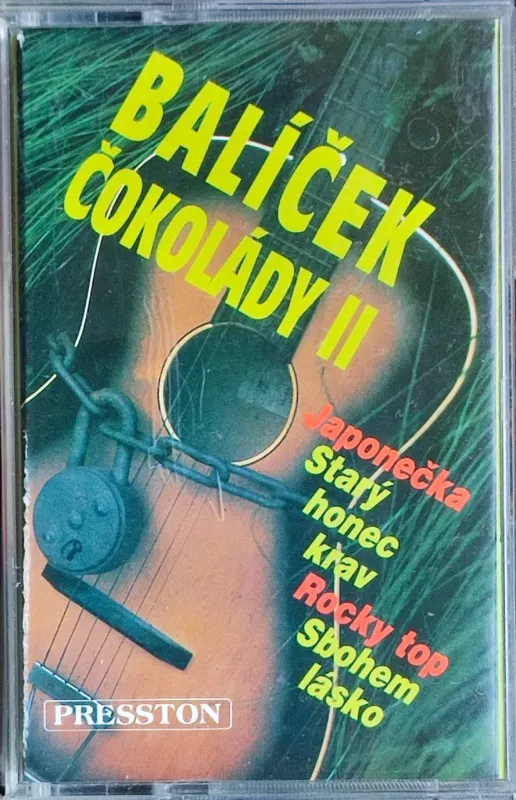 BALÍČEK
ČOKOLÁDY II
Japonečka
Starý
honec
krav
Rocky top
Sbohem
lásko
PRESSTON